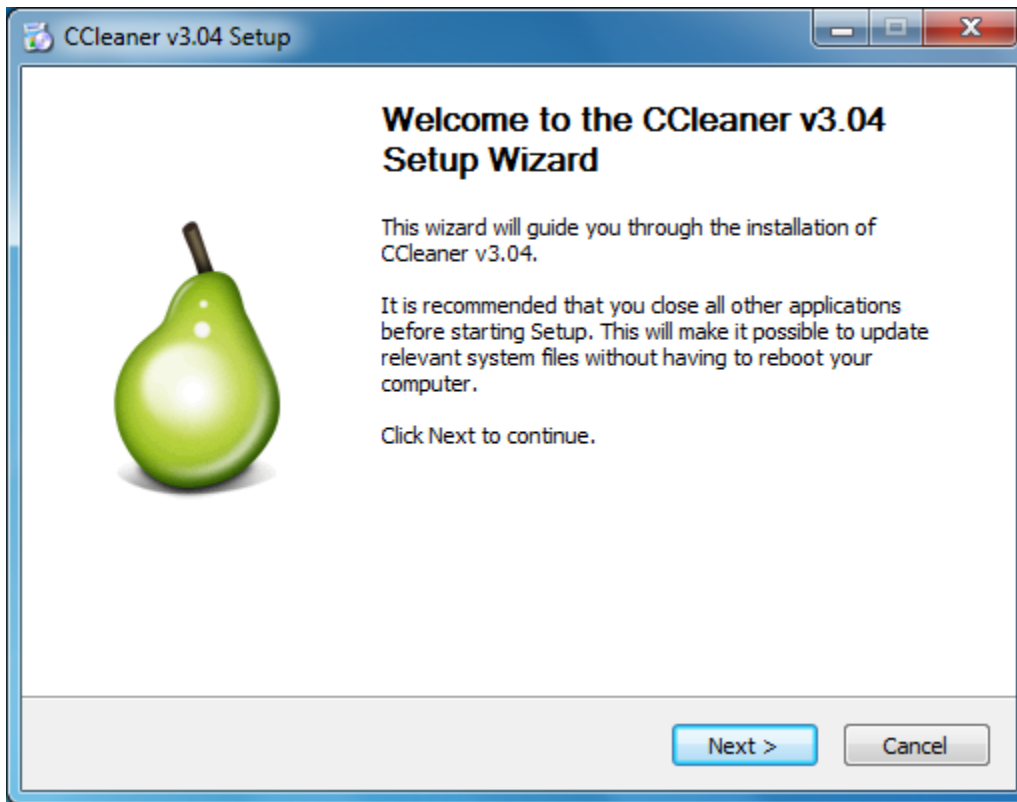 CCleaner v3.04 Setup
Welcome to the CCleaner v3.04
Setup Wizard
This wizard will guide you through the installation of
CCleaner v3.04.
It is recommended that you close all other applications
before starting Setup. This will make it possible to update
relevant system files without having to reboot your
computer.
Click Next to continue.
Next >
Cancel